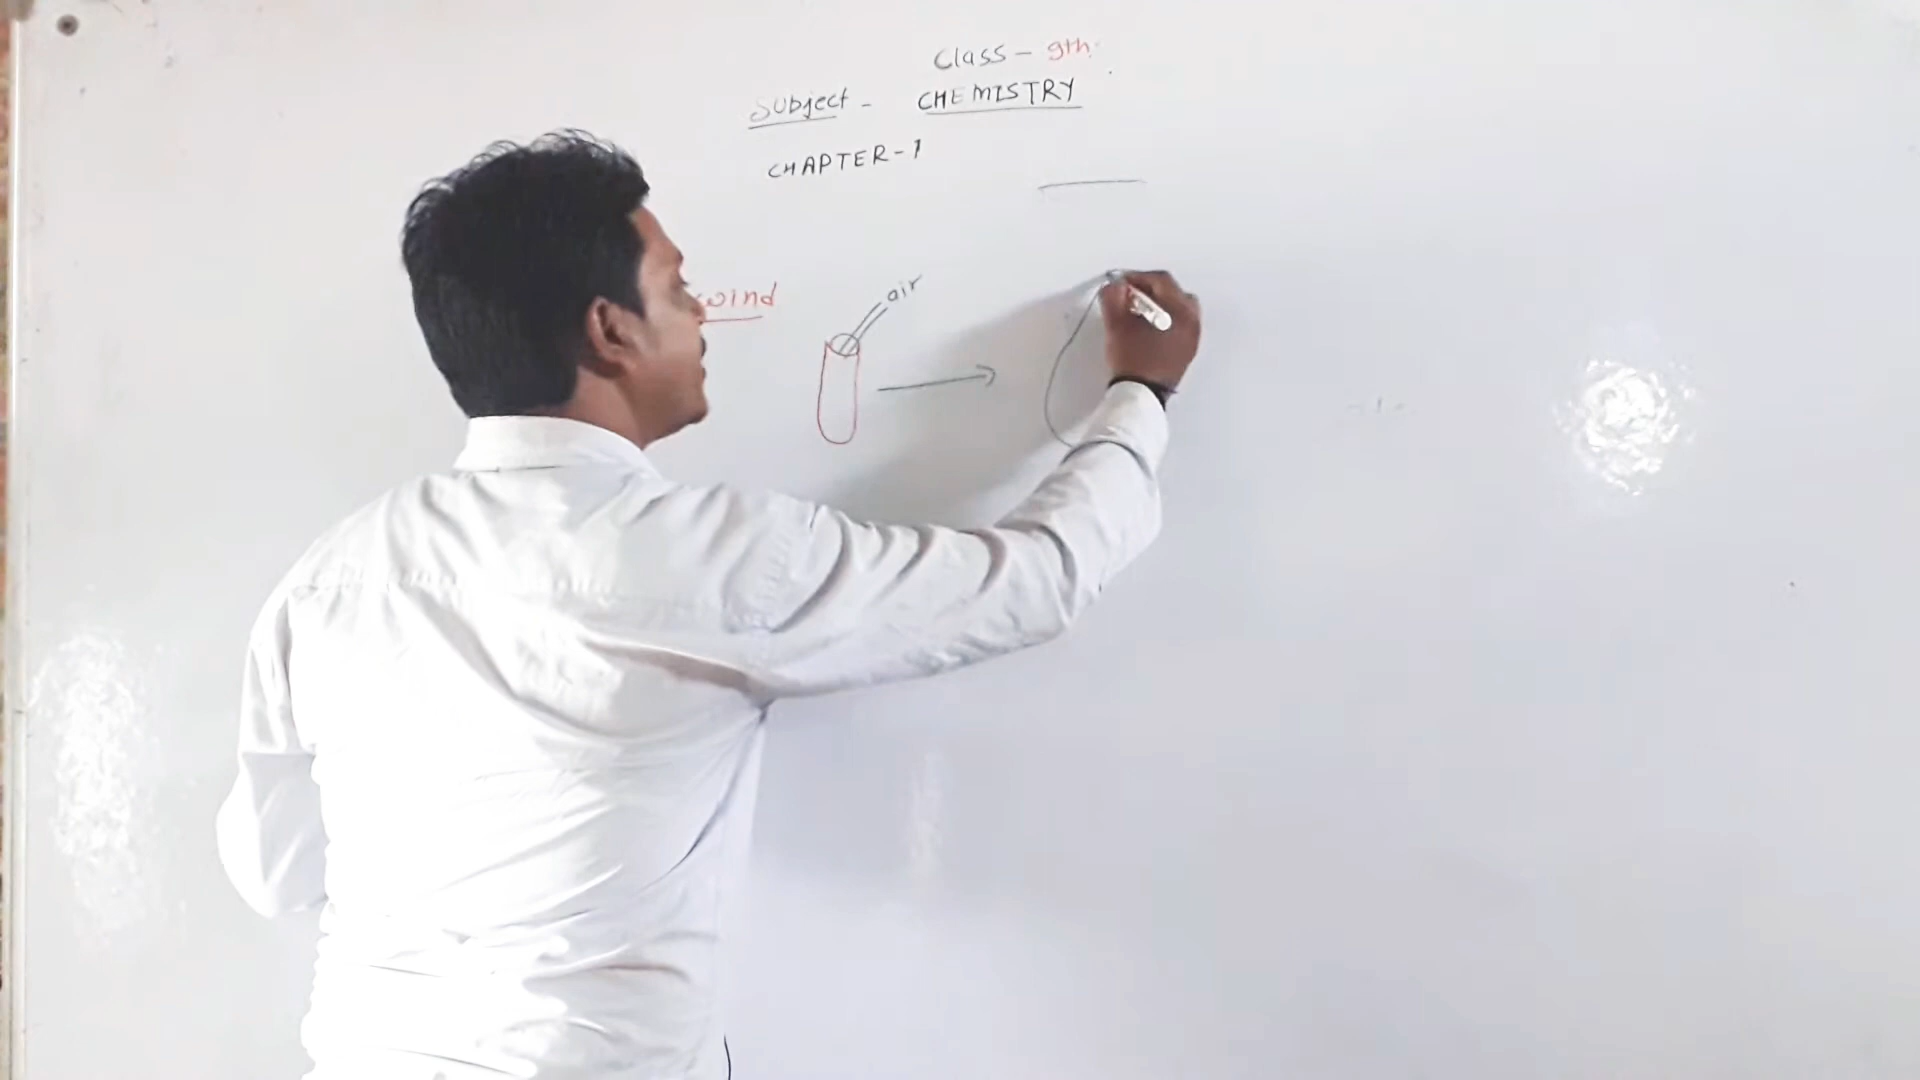 Class - 9th.
Subject - CHEMISTRY
CHAPTER-1
wind
air